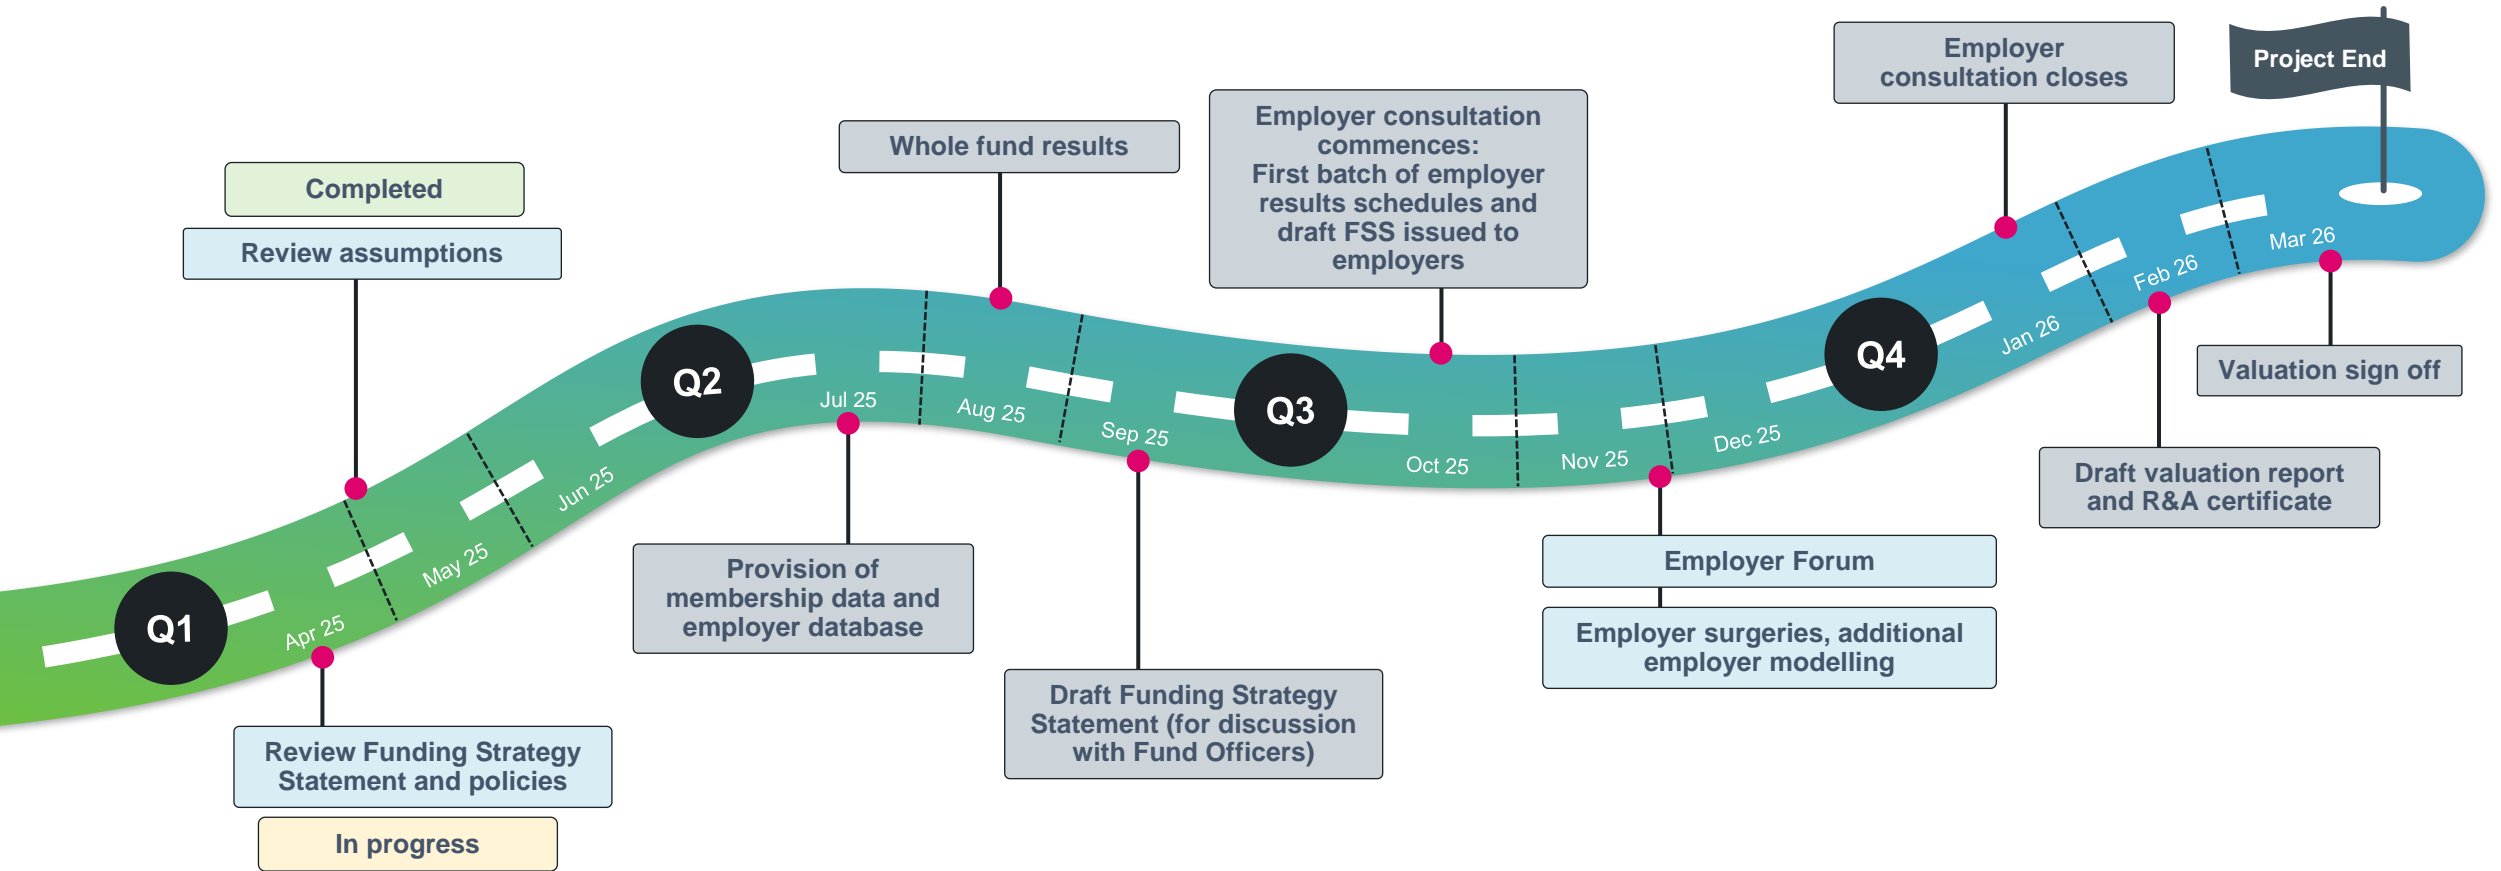 Project End
Employer
consultation closes
Employer consultation
commences:
First batch of employer
results schedules and
draft FSS issued to
employers
Whole fund results
Completed
Review assumptions
Q1
Apr 25
May 25
Jun 25
Q2
Jul 25
Aug 25
Sep 25
Q3
Oct 25
Nov 25
Dec 25
Q4
Jan 26
Feb 26
Mar 26
Review Funding Strategy
Statement and policies
In progress
Provision of
membership data and
employer database
Draft Funding Strategy
Statement (for discussion
with Fund Officers)
Employer Forum
Employer surgeries, additional
employer modelling
Draft valuation report
and R&A certificate
Valuation sign off